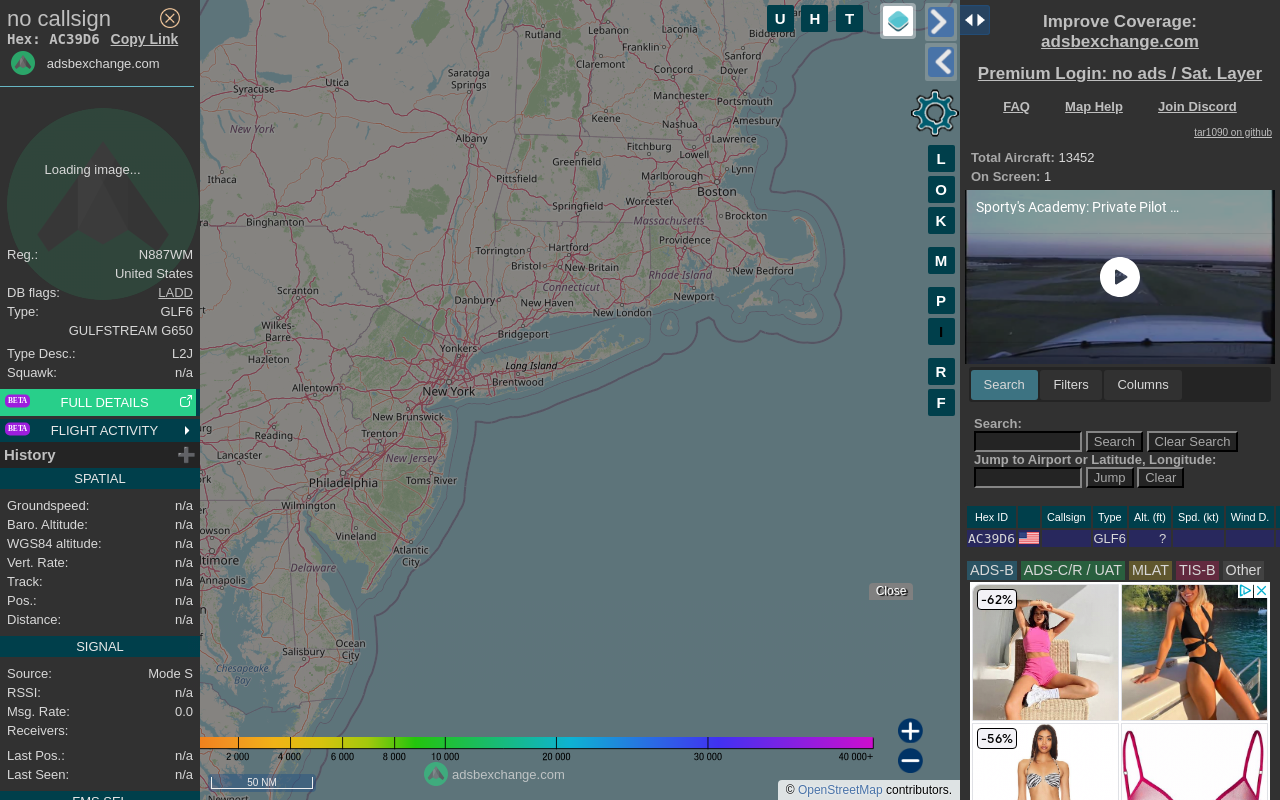 no callsign
Hex: AC39D6 Copy Link
adsbexchange.com
Loading image...
Reg.: N887WM
United States
DB flags: LADD
Type: GLF6
GULFSTREAM G650
Type Desc.: L2J
Squawk: n/a
BETA FULL DETAILS
BETA FLIGHT ACTIVITY
History
SPATIAL
Groundspeed: n/a
Baro. Altitude: n/a
WGS84 altitude: n/a
Vert. Rate: n/a
Track: n/a
Pos.: n/a
Distance: n/a
SIGNAL
Source: Mode S
RSSI: n/a
Msg. Rate: 0.0
Receivers:
Last Pos.: n/a
Last Seen: n/a
FMS SEL
U H T
L
O
K
M
P
I
R
F
Rutland
Lebanon
Laconia
Biddeford
Franklin
Sanford
Claremont
Concord
Dover
Saratoga
Springs
Utica
Syracuse
Manchester
Portsmouth
Keene
Nashua
Amesbury
New York
Albany
Lawrence
Fitchburg
Lowell
Greenfield
Lynn
Ithaca
Pittsfield
Marlborough
Boston
Worcester
Springfield
Massachusetts
Brockton
Binghamton
Providence
Hartford
Torrington
Bristol
New Britain
Rhode Island
New Bedford
Connecticut
Scranton
Danbury
New Haven
Newport
New London
Wilkes-
Barre
Bridgeport
Yonkers
Hazleton
Long Island
Allentown
Brentwood
New York
New Brunswick
Reading
Trenton
Lancaster
New Jersey
Philadelphia
Toms River
Wilmington
Vineland
Atlantic
City
Annapolis
Delaware
Ocean
City
Salisbury
Chesapeake
Bay
Close
2 000 4 000 6 000 8 000 10 000 20 000 30 000 40 000+
adsbexchange.com
50 NM
© OpenStreetMap contributors.
Improve Coverage:
adsbexchange.com
Premium Login: no ads / Sat. Layer
FAQ Map Help Join Discord
tar1090 on github
Total Aircraft: 13452
On Screen: 1
Sporty's Academy: Private Pilot ...
Search Filters Columns
Search:
Search Clear Search
Jump to Airport or Latitude, Longitude:
Jump Clear
Hex ID Callsign Type Alt. (ft) Spd. (kt) Wind D.
AC39D6 GLF6 ?
ADS-B ADS-C/R / UAT MLAT TIS-B Other
-62%
-56%